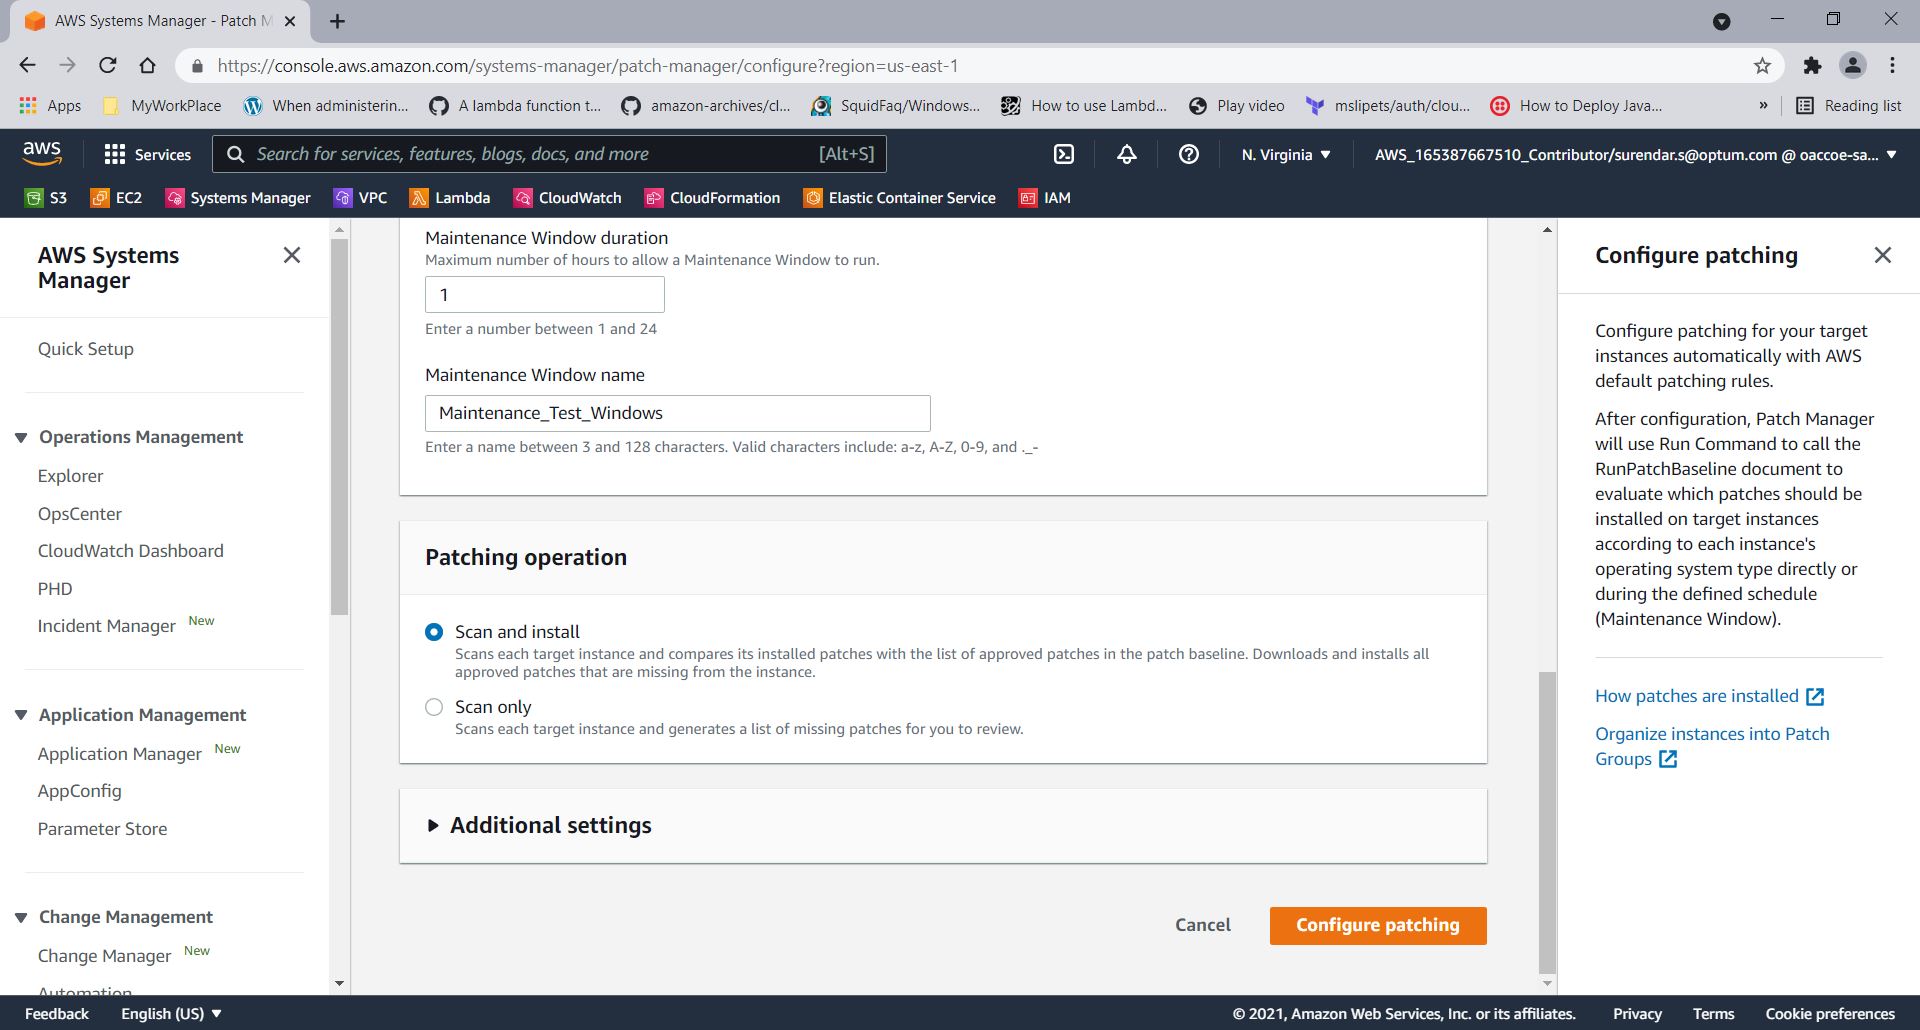 AWS Systems Manager - Patch M
https://console.aws.amazon.com/systems-manager/patch-manager/configure?region=us-east-1
Apps MyWorkPlace When administerin... A lambda function t... amazon-archives/cl... SquidFaq/Windows... How to use Lambd... Play video mslipets/auth/clou... How to Deploy Java... » Reading list
aws Services Search for services, features, blogs, docs, and more [Alt+S] N. Virginia AWS_165387667510_Contributor/surendar.s@optum.com @ oaccoe-sa...
S3 EC2 Systems Manager VPC Lambda CloudWatch CloudFormation Elastic Container Service IAM
AWS Systems
Manager
Quick Setup
Operations Management
Explorer
OpsCenter
CloudWatch Dashboard
PHD
Incident Manager New
Application Management
Application Manager New
AppConfig
Parameter Store
Change Management
Change Manager New
Automation
Maintenance Window duration
Maximum number of hours to allow a Maintenance Window to run.
1
Enter a number between 1 and 24
Maintenance Window name
Maintenance_Test_Windows
Enter a name between 3 and 128 characters. Valid characters include: a-z, A-Z, 0-9, and ._-
Patching operation
Scan and install
Scans each target instance and compares its installed patches with the list of approved patches in the patch baseline. Downloads and installs all
approved patches that are missing from the instance.
Scan only
Scans each target instance and generates a list of missing patches for you to review.
Additional settings
Cancel Configure patching
Configure patching
Configure patching for your target
instances automatically with AWS
default patching rules.
After configuration, Patch Manager
will use Run Command to call the
RunPatchBaseline document to
evaluate which patches should be
installed on target instances
according to each instance's
operating system type directly or
during the defined schedule
(Maintenance Window).
How patches are installed
Organize instances into Patch
Groups
Feedback English (US) © 2021, Amazon Web Services, Inc. or its affiliates. Privacy Terms Cookie preferences